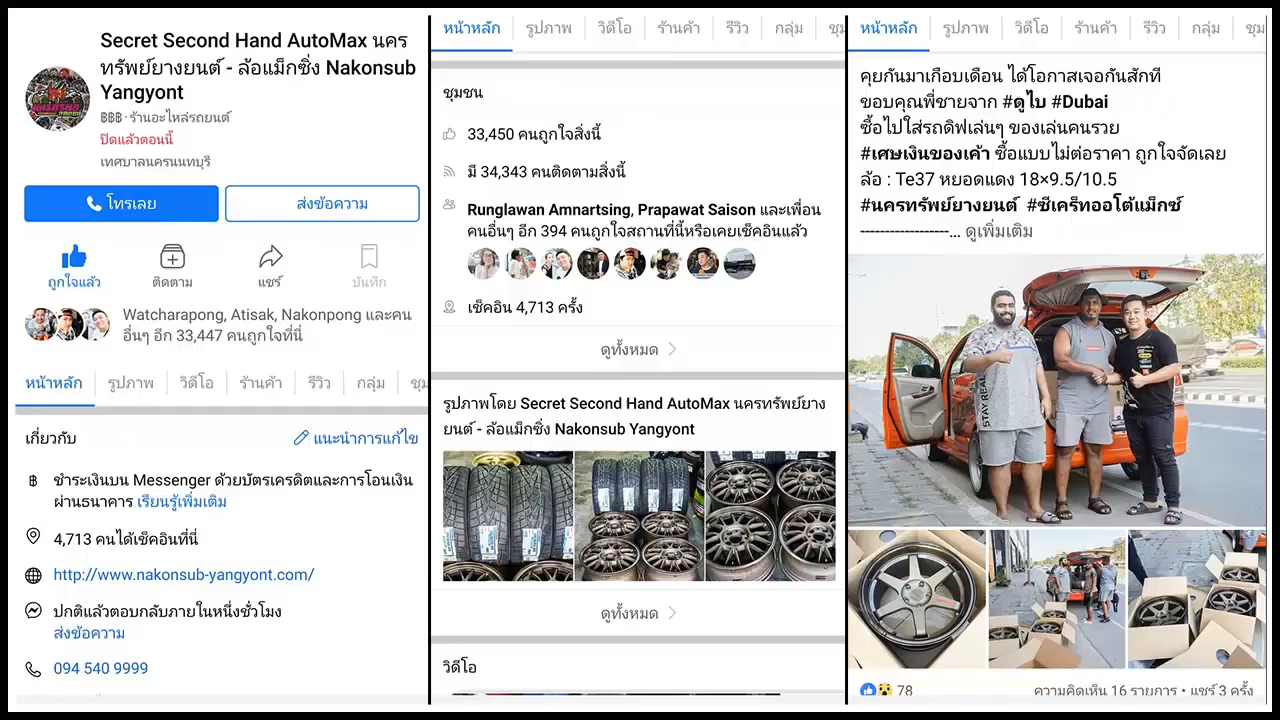 Secret Second Hand AutoMax นคร
ทรัพย์ยางยนต์ - ล้อแม็กซิ่ง Nakonsub
Yangyont
฿฿฿ · ร้านอะไหล่รถยนต์
ปิดแล้วตอนนี้
เทศบาลนครนนทบุรี
โทรเลย
ส่งข้อความ
ถูกใจแล้ว
ติดตาม
แชร์
บันทึก
Watcharapong, Atisak, Nakonpong และคน
อื่นๆ อีก 33,447 คนถูกใจที่นี่
หน้าหลัก
รูปภาพ
วิดีโอ
ร้านค้า
รีวิว
กลุ่ม
ชุม
เกี่ยวกับ
แนะนำการแก้ไข
ชำระเงินบน Messenger ด้วยบัตรเครดิตและการโอนเงิน
ผ่านธนาคาร เรียนรู้เพิ่มเติม
4,713 คนได้เช็คอินที่นี่
http://www.nakonsub-yangyont.com/
ปกติแล้วตอบกลับภายในหนึ่งชั่วโมง
ส่งข้อความ
094 540 9999
หน้าหลัก
รูปภาพ
วิดีโอ
ร้านค้า
รีวิว
กลุ่ม
ชุ
ชุมชน
33,450 คนถูกใจสิ่งนี้
มี 34,343 คนติดตามสิ่งนี้
Runglawan Amnartsing, Prapawat Saison และเพื่อน
คนอื่นๆ อีก 394 คนถูกใจสถานที่นี้หรือเคยเช็คอินแล้ว
เช็คอิน 4,713 ครั้ง
ดูทั้งหมด
รูปภาพโดย Secret Second Hand AutoMax นครทรัพย์ยาง
ยนต์ - ล้อแม็กซิ่ง Nakonsub Yangyont
ดูทั้งหมด
วิดีโอ
หน้าหลัก
รูปภาพ
วิดีโอ
ร้านค้า
รีวิว
กลุ่ม
ชุม
คุยกันมาเกือบเดือน ได้โอกาสเจอกันสักที
ขอบคุณพี่ชายจาก #ดูไบ #Dubai
ซื้อไปใส่รถดิฟเล่นๆ ของเล่นคนรวย
#เศษเงินของเค้า ซื้อแบบไม่ต่อราคา ถูกใจจัดเลย
ล้อ : Te37 หยอดแดง 18×9.5/10.5
#นครทรัพย์ยางยนต์ #ซีเคร็ทออโต้แม็กซ์
------------------... ดูเพิ่มเติม
STAY REAL
78
ความคิดเห็น 16 รายการ • แชร์ 3 ครั้ง